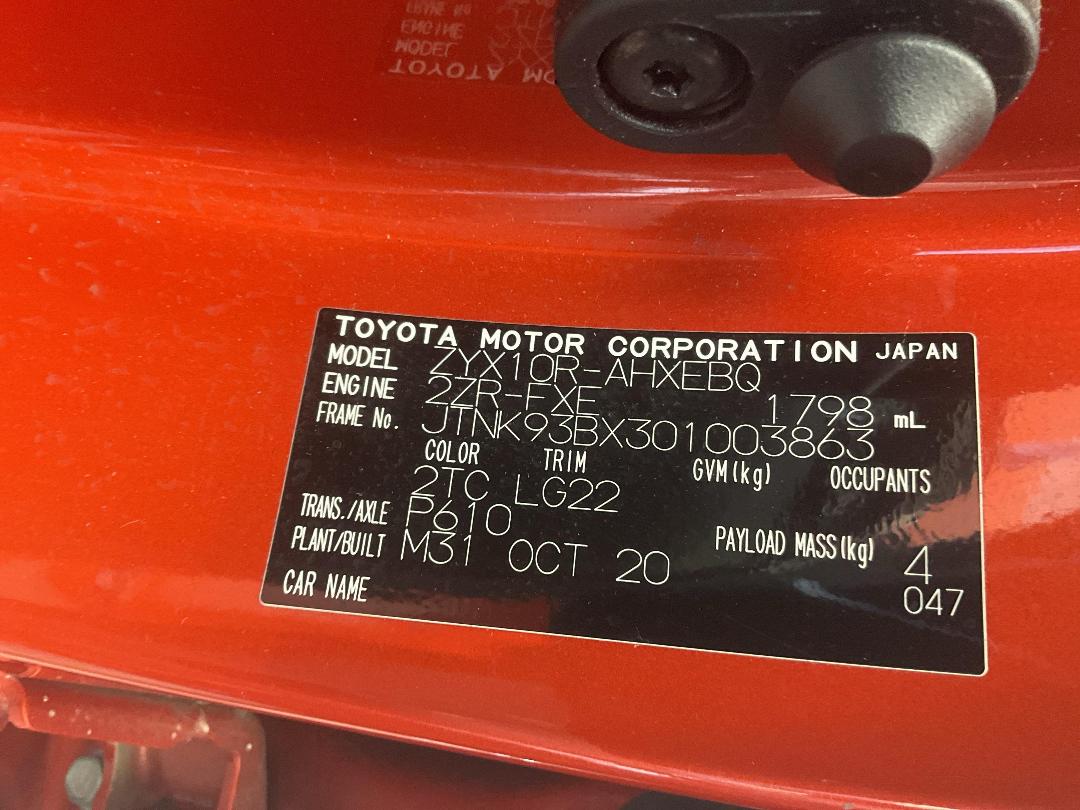 TOYOTA MOTOR CORPORATION JAPAN
MODEL ZYX10R-AHXEBQ
ENGINE 2ZR-FXE 1798 mL
FRAME No. JTNK93BX301003863
COLOR TRIM GVM(kg) OCCUPANTS
2TC LG22
TRANS./AXLE P610
PLANT/BUILT M31 OCT 20 PAYLOAD MASS(kg) 4
CAR NAME 047